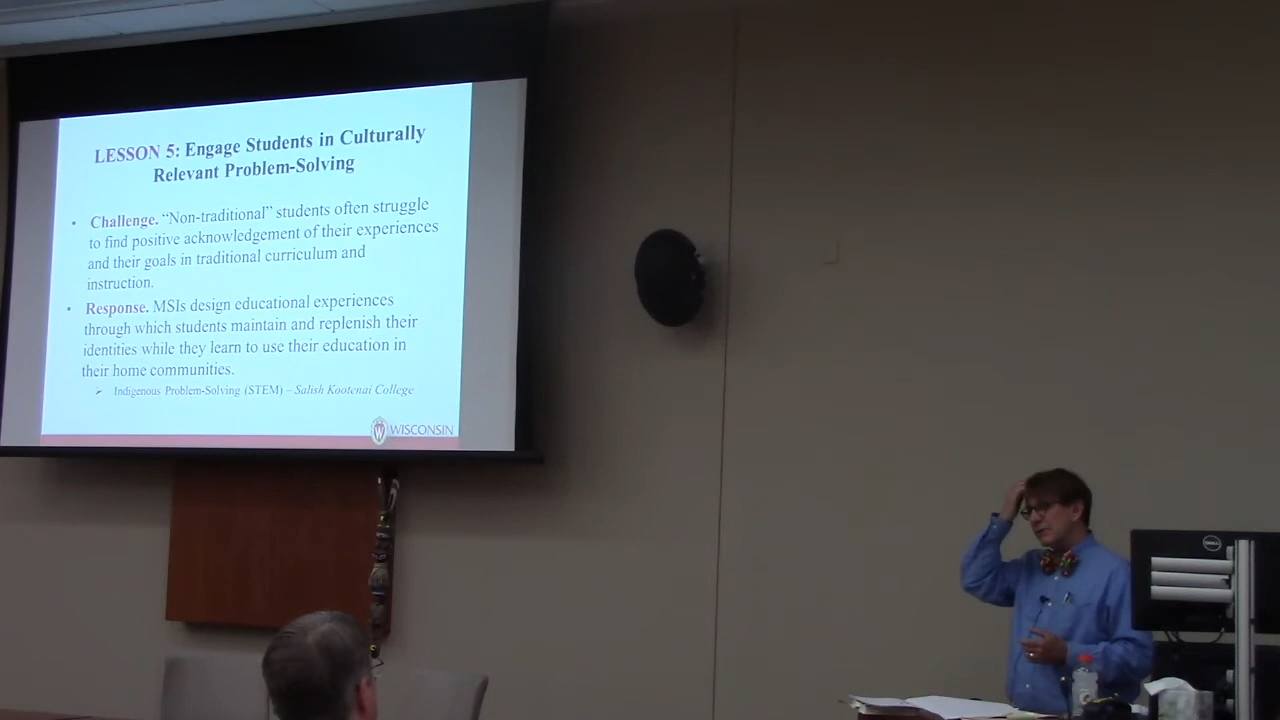 LESSON 5: Engage Students in Culturally
Relevant Problem-Solving
• Challenge. “Non-traditional” students often struggle
to find positive acknowledgement of their experiences
and their goals in traditional curriculum and
instruction.
• Response. MSIs design educational experiences
through which students maintain and replenish their
identities while they learn to use their education in
their home communities.
➢ Indigenous Problem-Solving (STEM) – Salish Kootenai College
W WISCONSIN
DELL